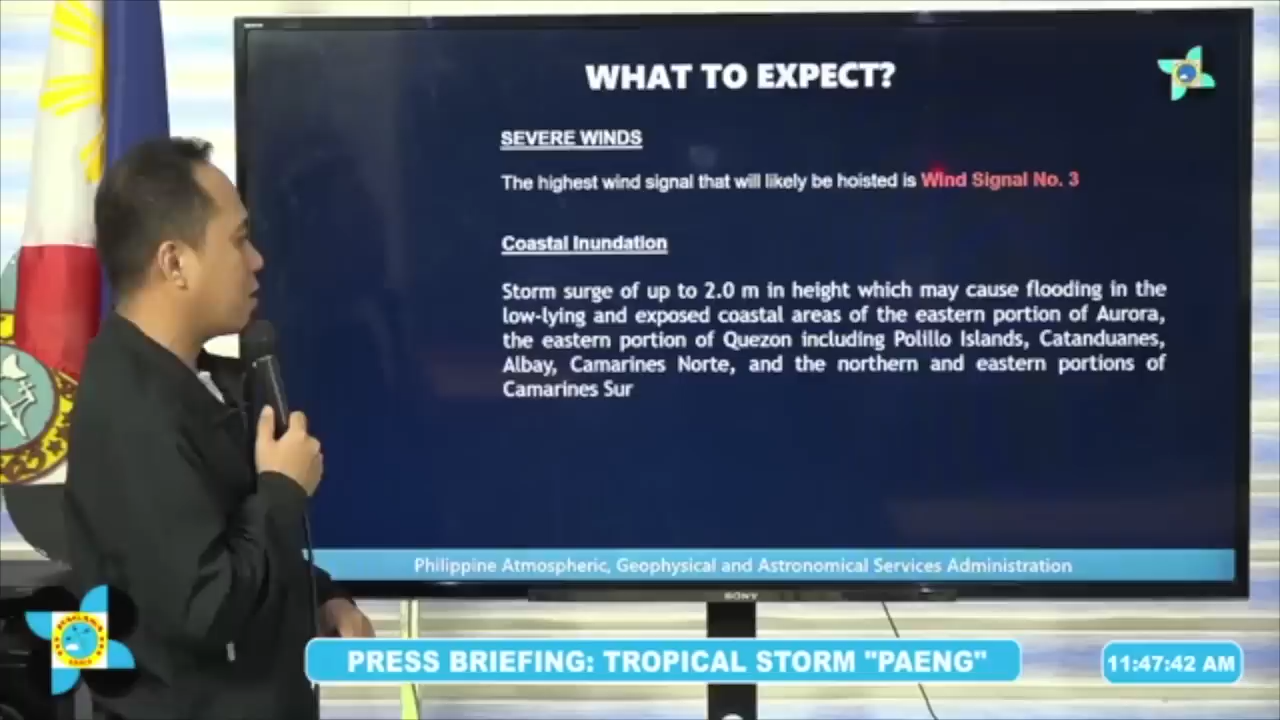 WHAT TO EXPECT?
SEVERE WINDS
The highest wind signal that will likely be hoisted is Wind Signal No. 3
Coastal Inundation
Storm surge of up to 2.0 m in height which may cause flooding in the
low-lying and exposed coastal areas of the eastern portion of Aurora,
the eastern portion of Quezon including Polillo Islands, Catanduanes,
Albay, Camarines Norte, and the northern and eastern portions of
Camarines Sur
Philippine Atmospheric, Geophysical and Astronomical Services Administration
SONY
PRESS BRIEFING: TROPICAL STORM "PAENG"
11:47:42 AM